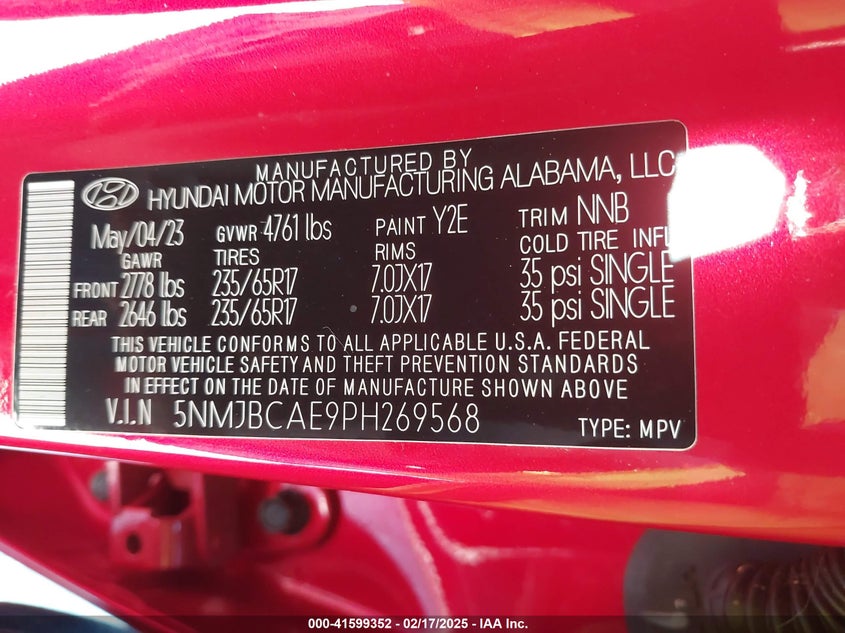 MANUFACTURED BY
HYUNDAI MOTOR MANUFACTURING ALABAMA, LLC
May/04/23 GVWR 4761 lbs PAINT Y2E TRIM NNB
GAWR TIRES RIMS COLD TIRE INFL
FRONT 2778 lbs 235/65R17 7.0JX17 35 psi SINGLE
REAR 2646 lbs 235/65R17 7.0JX17 35 psi SINGLE
THIS VEHICLE CONFORMS TO ALL APPLICABLE U.S.A. FEDERAL
MOTOR VEHICLE SAFETY AND THEFT PREVENTION STANDARDS
IN EFFECT ON THE DATE OF MANUFACTURE SHOWN ABOVE
V.I.N 5NMJBCAE9PH269568 TYPE: MPV
000-41599352 - 02/17/2025 - IAA Inc.